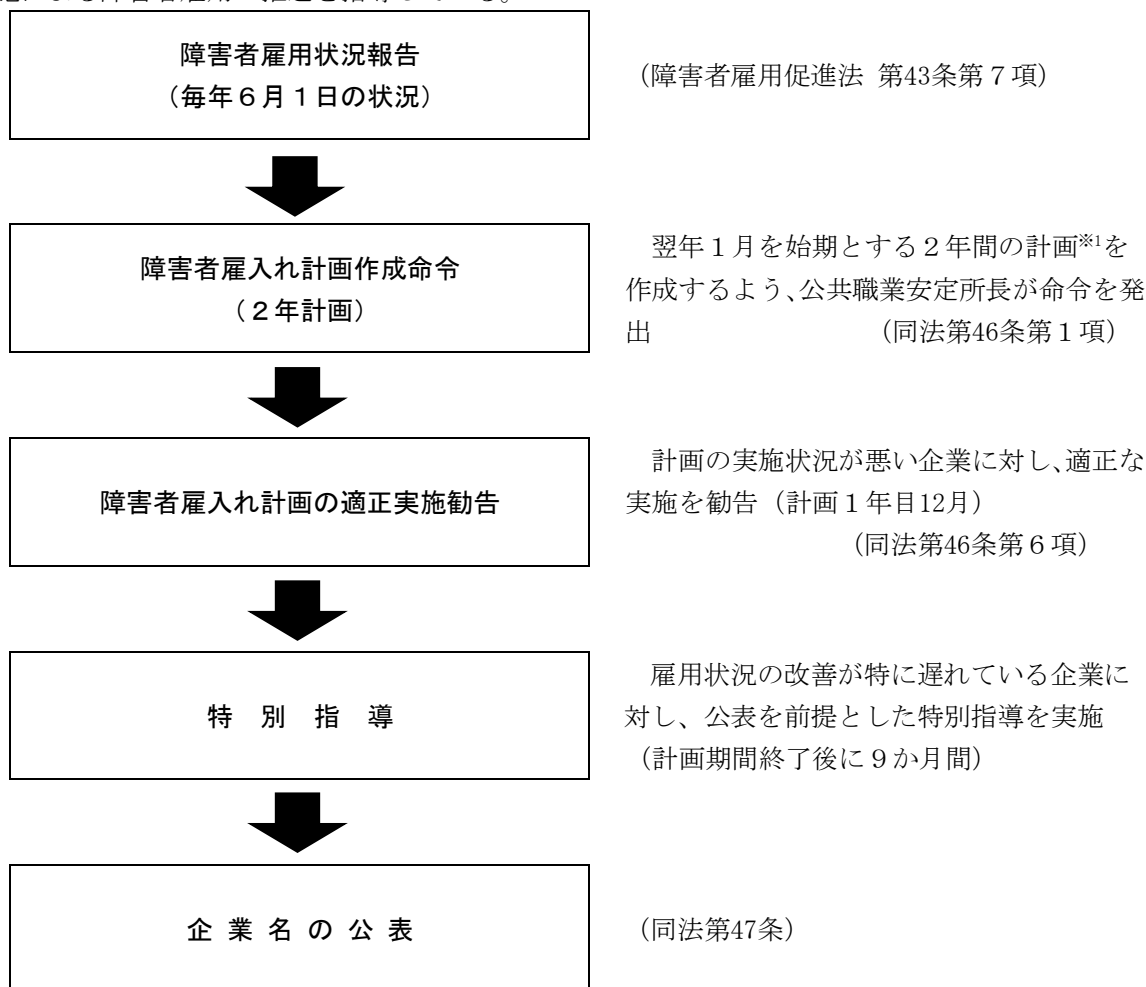 障害者雇用状況報告
（毎年６月１日の状況）
（障害者雇用促進法 第43条第７項）
障害者雇入れ計画作成命令
（２年計画）
翌年１月を始期とする２年間の計画※1を
作成するよう、公共職業安定所長が命令を発
出 （同法第46条第１項）
障害者雇入れ計画の適正実施勧告
計画の実施状況が悪い企業に対し、適正な
実施を勧告（計画１年目12月）
（同法第46条第６項）
特 別 指 導
雇用状況の改善が特に遅れている企業に
対し、公表を前提とした特別指導を実施
（計画期間終了後に９か月間）
企 業 名 の 公 表
（同法第47条）